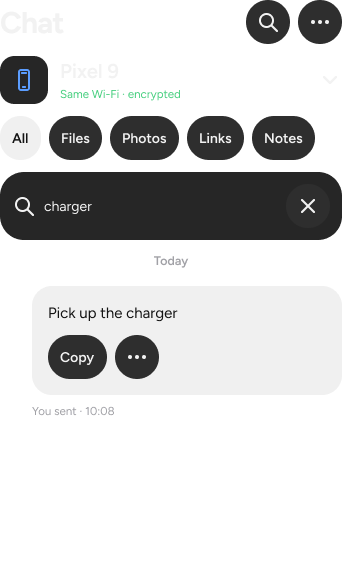 Chat
Pixel 9
Same Wi-Fi · encrypted
All Files Photos Links Notes
charger
Today
Pick up the charger
Copy
You sent · 10:08